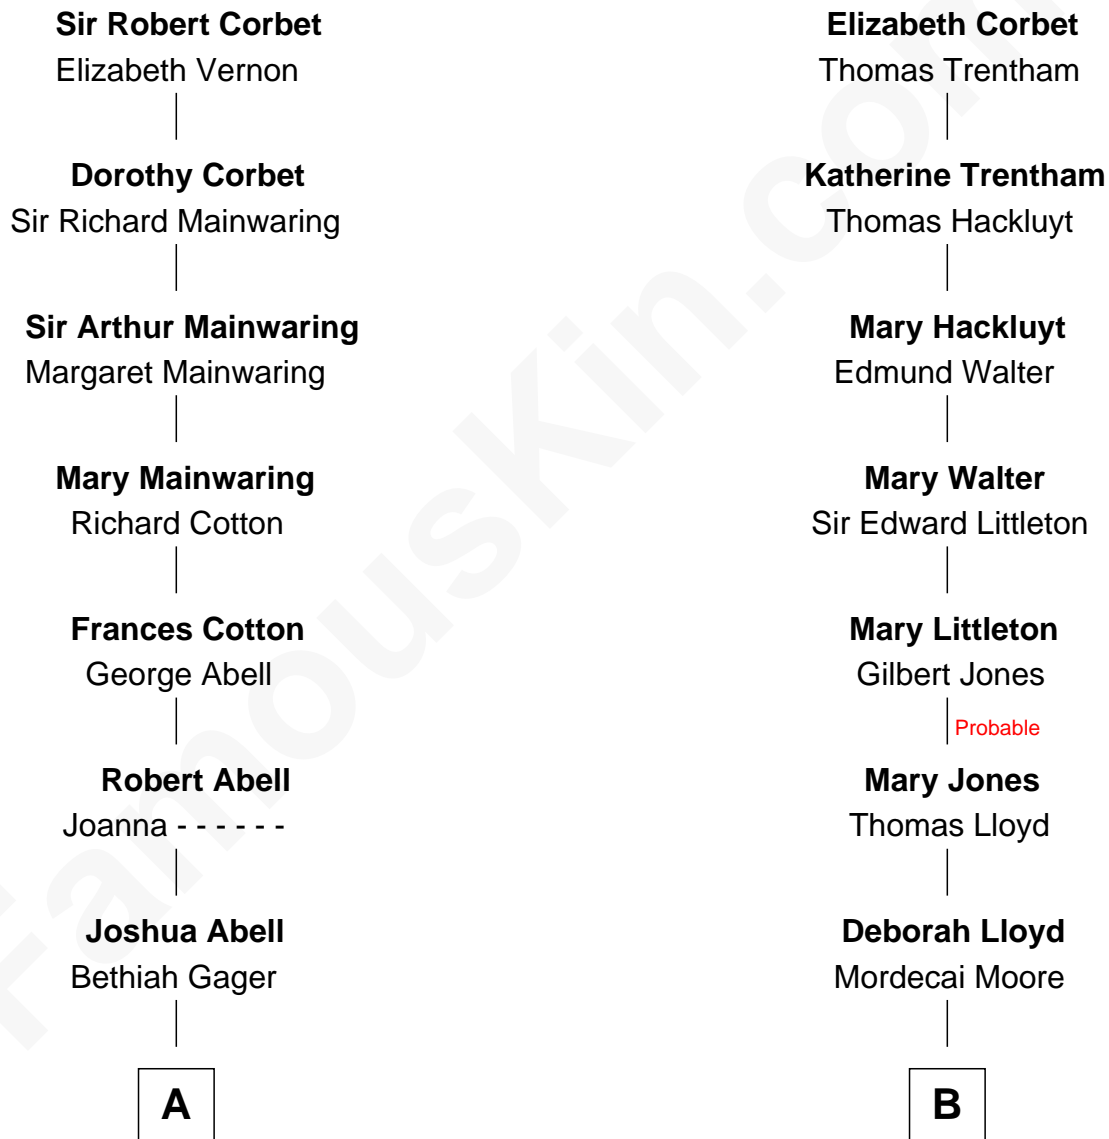 Sir Robert Corbet
Elizabeth Vernon
Dorothy Corbet
Sir Richard Mainwaring
Sir Arthur Mainwaring
Margaret Mainwaring
Mary Mainwaring
Richard Cotton
Frances Cotton
George Abell
Robert Abell
Joanna - - - - - -
Joshua Abell
Bethiah Gager
A
Elizabeth Corbet
Thomas Trentham
Katherine Trentham
Thomas Hackluyt
Mary Hackluyt
Edmund Walter
Mary Walter
Sir Edward Littleton
Mary Littleton
Gilbert Jones
Probable
Mary Jones
Thomas Lloyd
Deborah Lloyd
Mordecai Moore
B
FamousKin.com